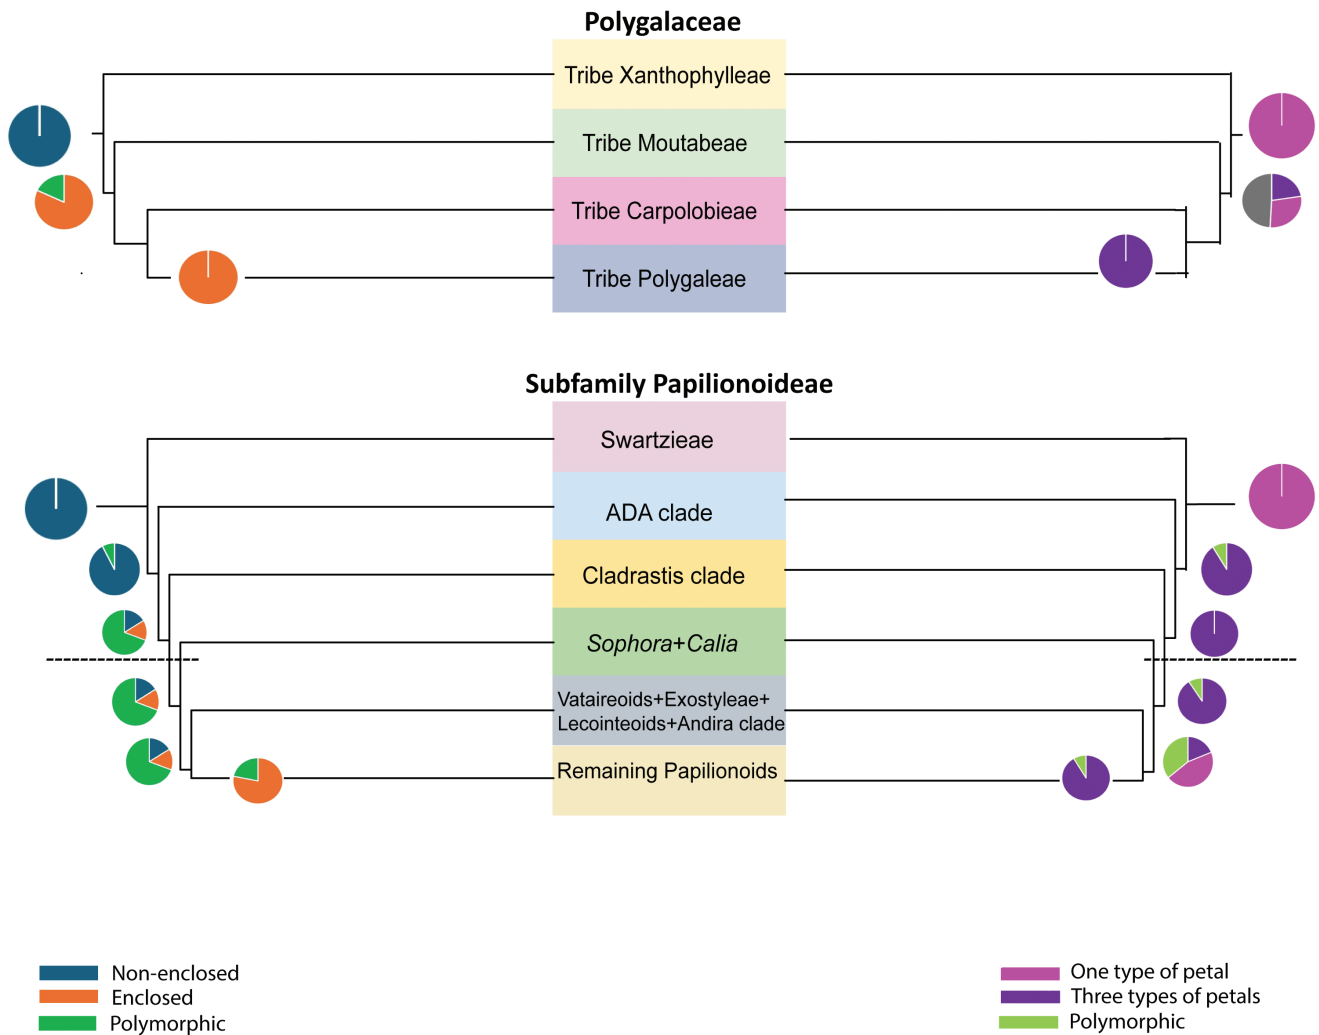 Polygalaceae
Tribe Xanthophylleae
Tribe Moutabeae
Tribe Carpolobieae
Tribe Polygaleae
Subfamily Papilionoideae
Swartzieae
ADA clade
Cladrastis clade
Sophora+Calia
Vataireoids+Exostyleae+
Lecointeoids+Andira clade
Remaining Papilionoids
Non-enclosed
Enclosed
Polymorphic
One type of petal
Three types of petals
Polymorphic